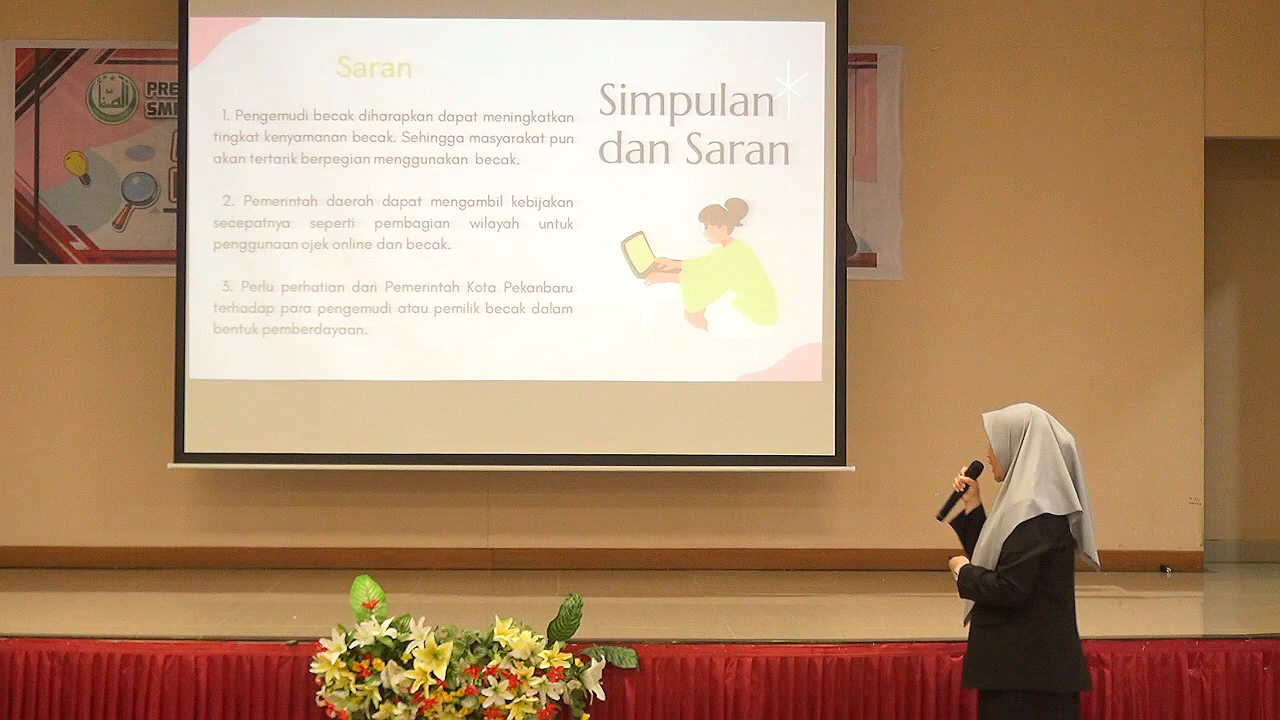 Saran
1. Pengemudi becak diharapkan dapat meningkatkan
tingkat kenyamanan becak. Sehingga masyarakat pun
akan tertarik berpegian menggunakan becak.
2. Pemerintah daerah dapat mengambil kebijakan
secepatnya seperti pembagian wilayah untuk
penggunaan ojek online dan becak.
3. Perlu perhatian dari Pemerintah Kota Pekanbaru
terhadap para pengemudi atau pemilik becak dalam
bentuk pemberdayaan.
Simpulan
dan Saran